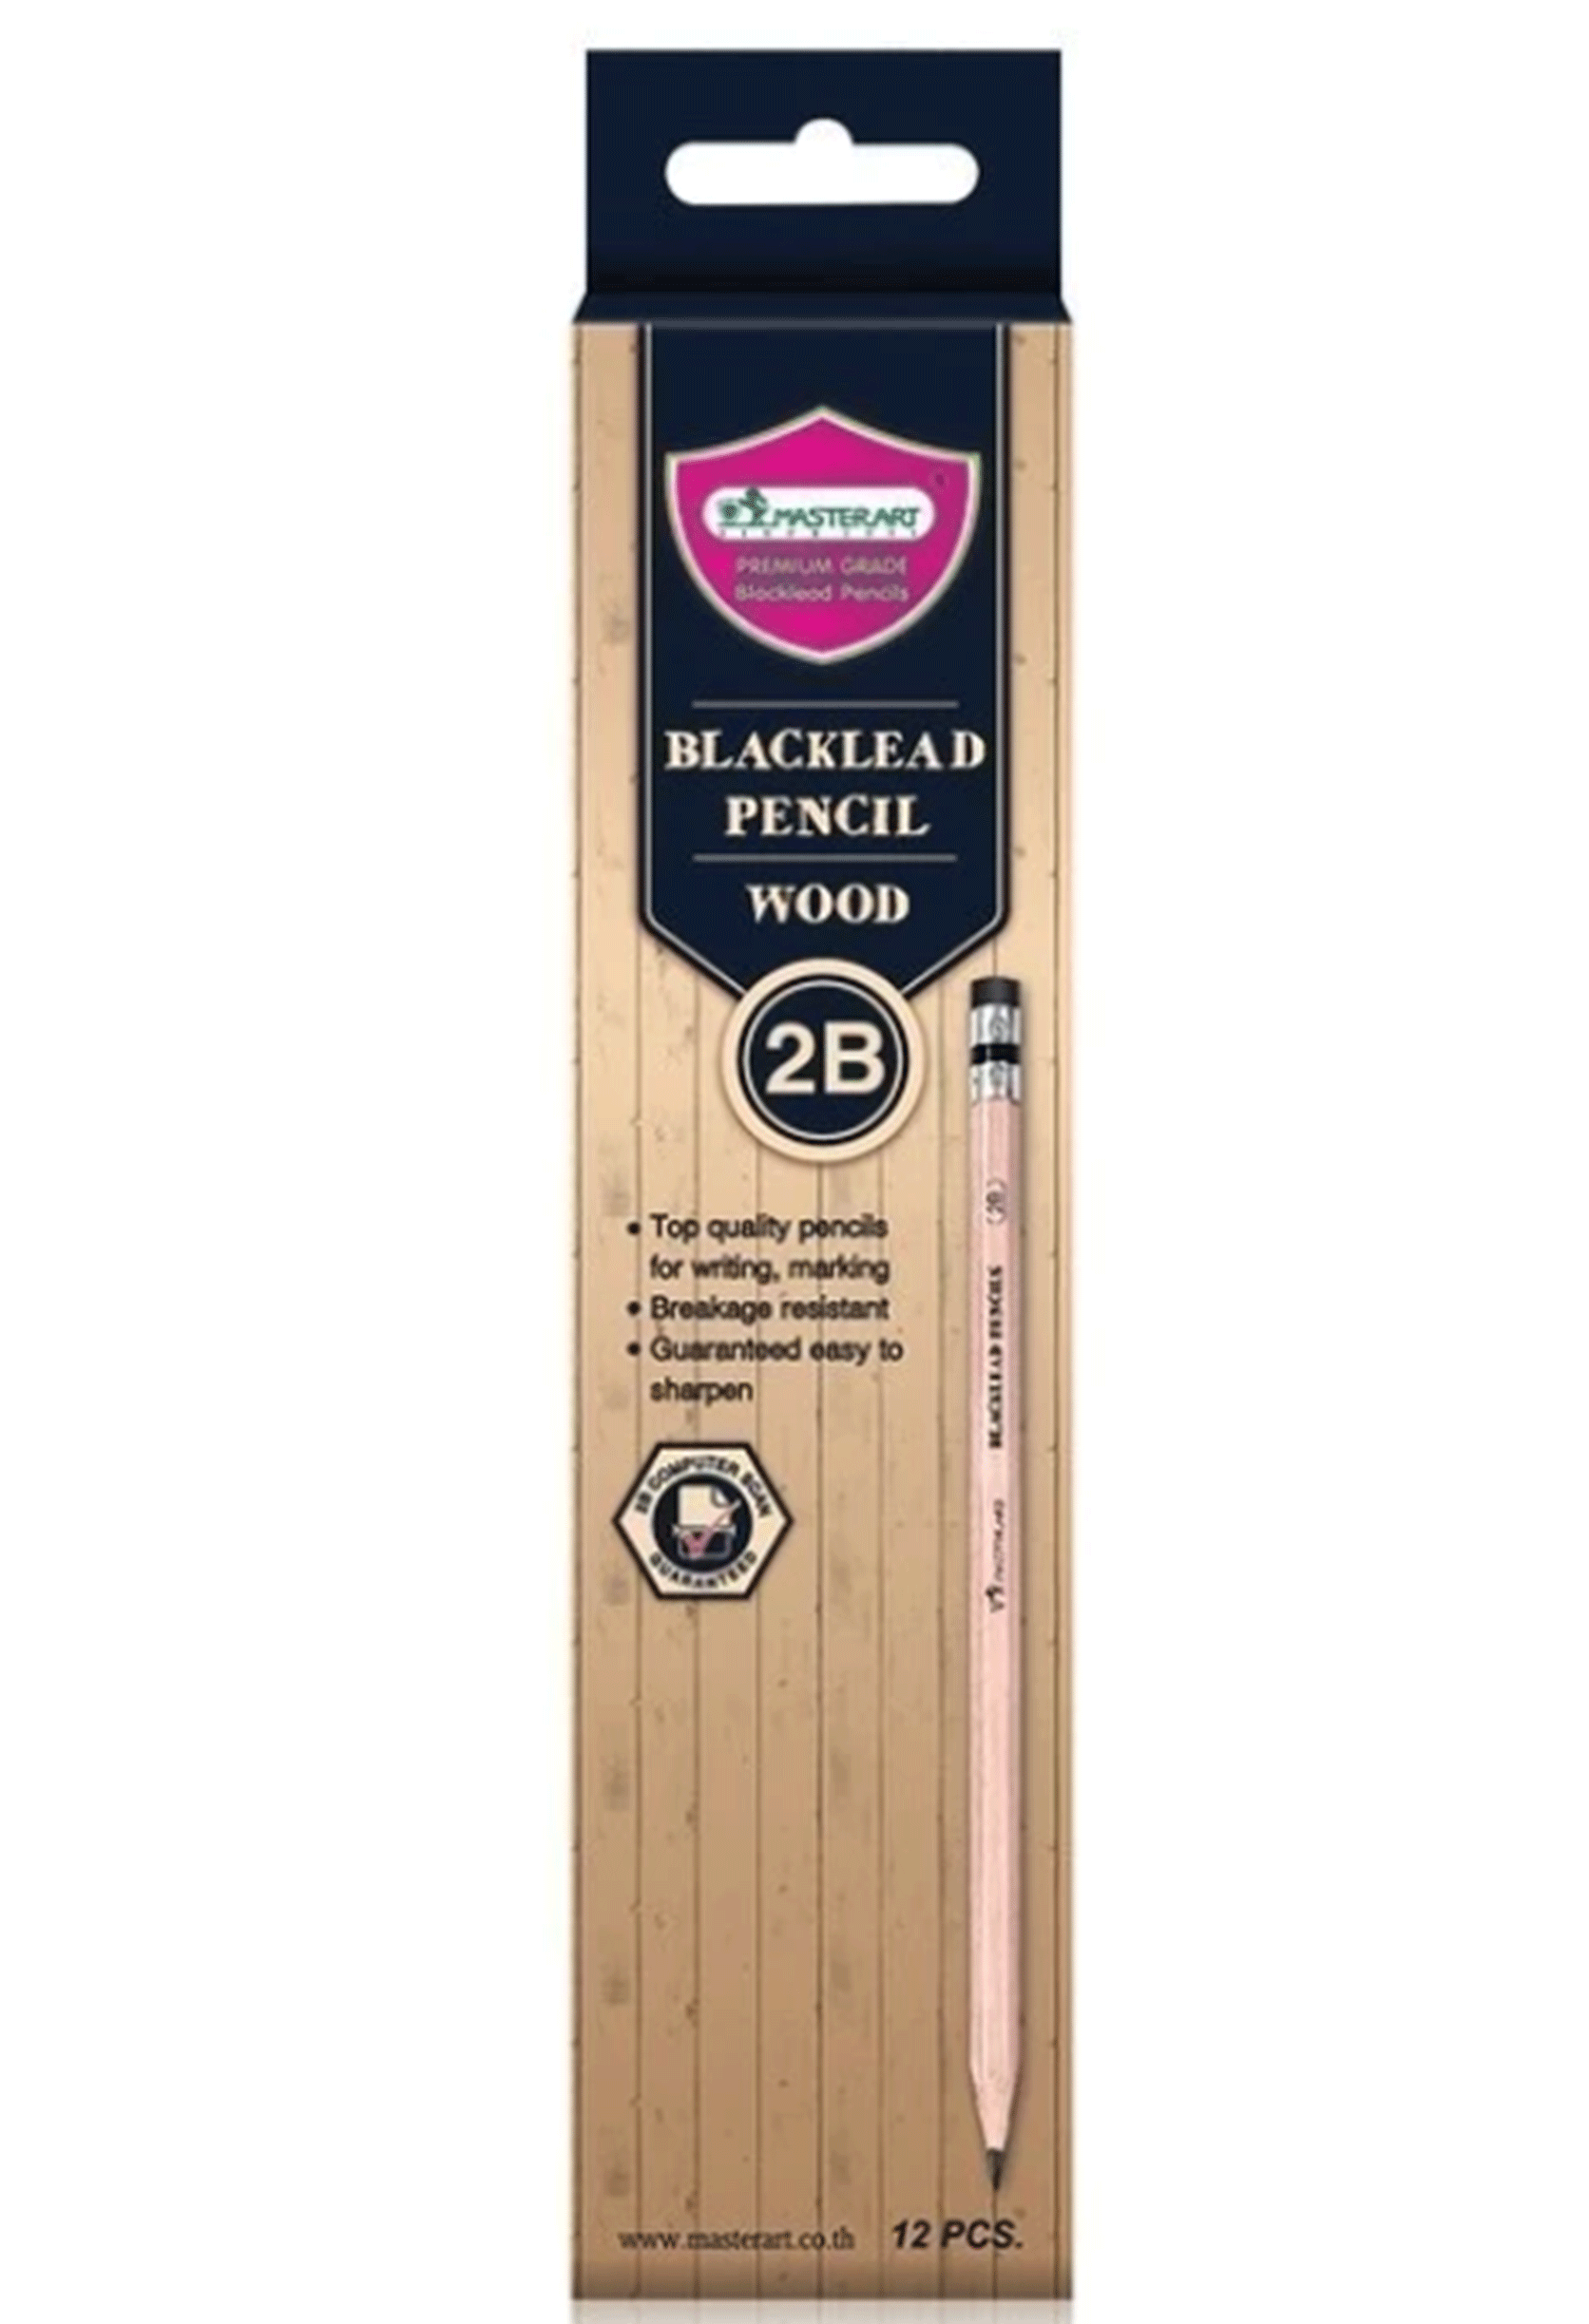 MASTERART
PREMIUM GRADE
Blacklead Pencils
BLACKLEAD
PENCIL
WOOD
2B
Top quality pencils
for writing, marking
Breakage resistant
Guaranteed easy to
sharpen
2B COMPUTER SCAN
GUARANTEED
(2B)
BLACKLEAD PENCILS
MASTERART
www.masterart.co.th
12 PCS.